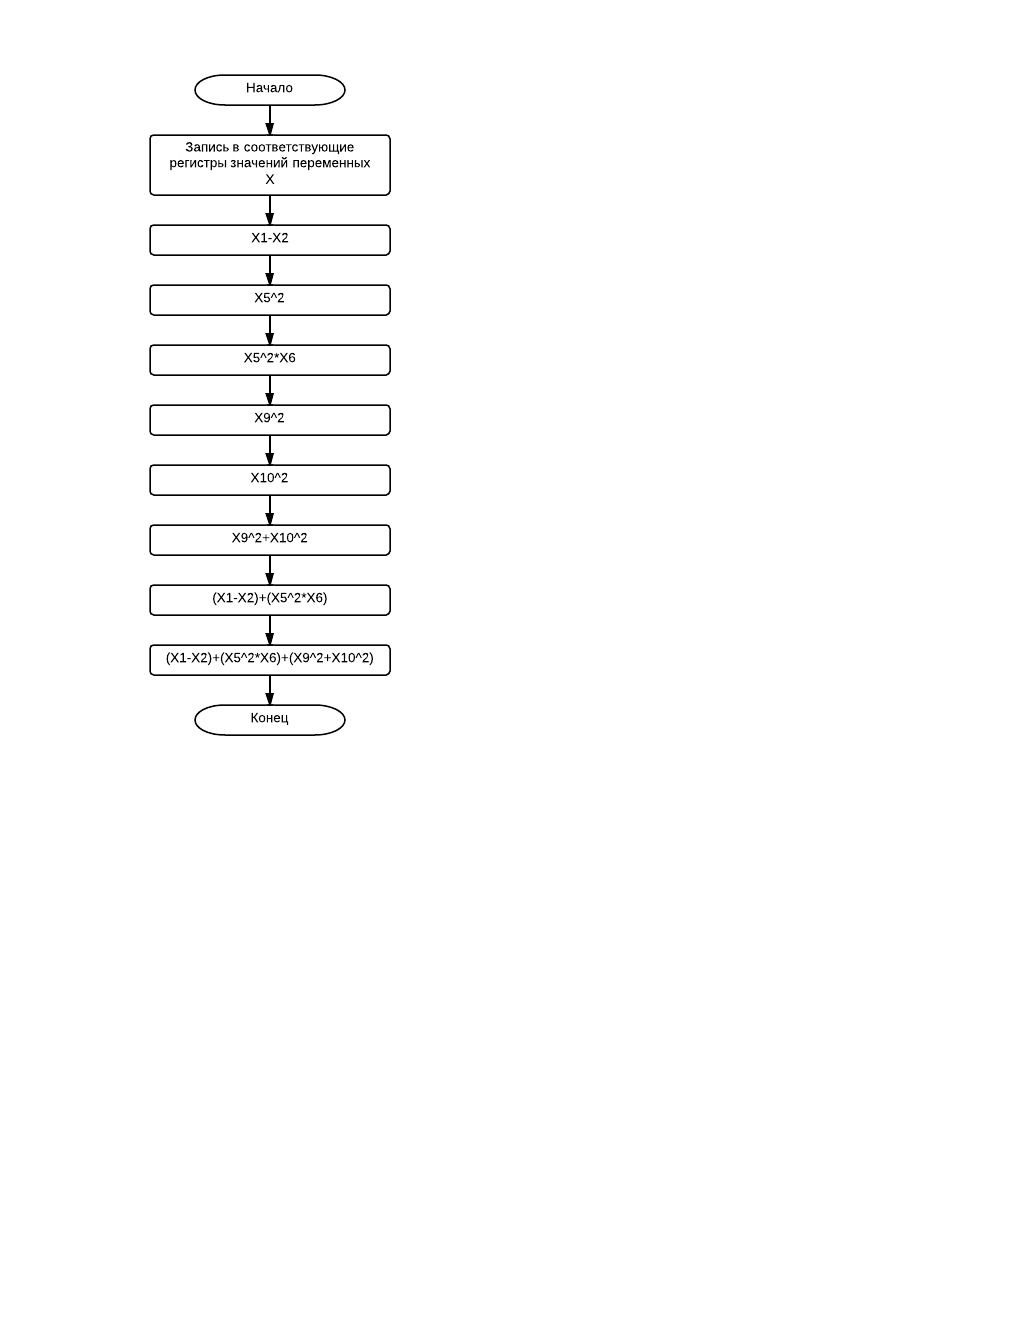 Начало
Запись в соответствующие
регистры значений переменных
X
X1-X2
X5^2
X5^2*X6
X9^2
X10^2
X9^2+X10^2
(X1-X2)+(X5^2*X6)
(X1-X2)+(X5^2*X6)+(X9^2+X10^2)
Конец